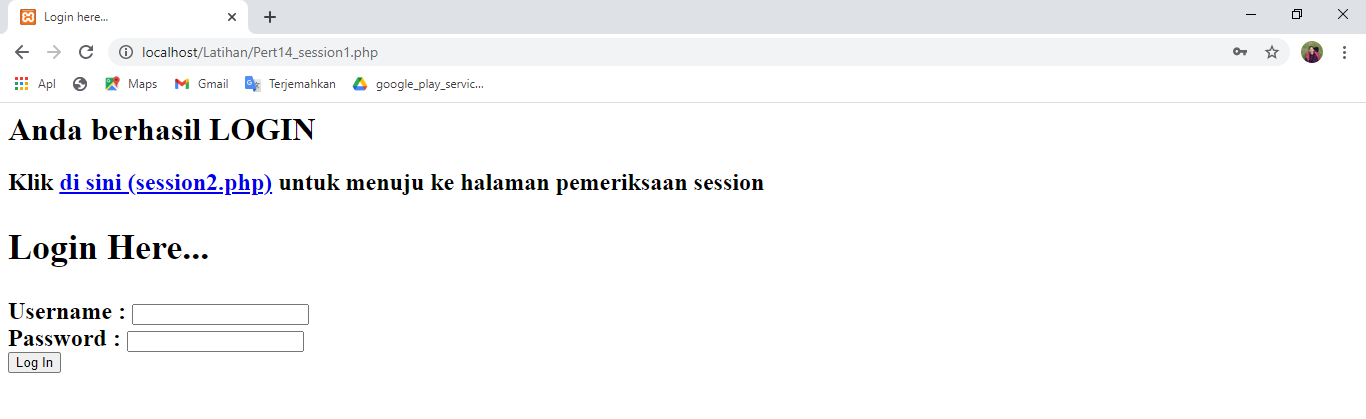 Login here...
localhost/Latihan/Pert14_session1.php
Apl Maps Gmail Terjemahkan google_play_servic...
Anda berhasil LOGIN
Klik di sini (session2.php) untuk menuju ke halaman pemeriksaan session
Login Here...
Username :
Password :
Log In